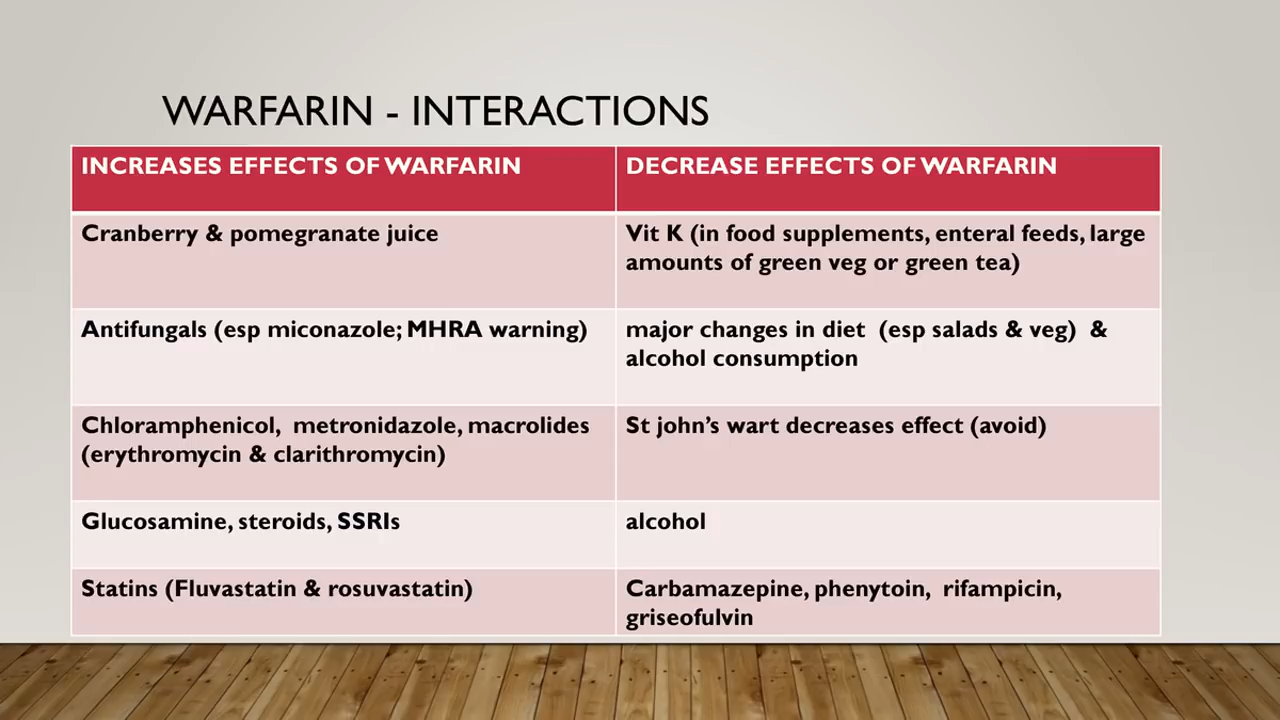 WARFARIN - INTERACTIONS
INCREASES EFFECTS OF WARFARIN
DECREASE EFFECTS OF WARFARIN
Cranberry & pomegranate juice
Vit K (in food supplements, enteral feeds, large
amounts of green veg or green tea)
Antifungals (esp miconazole; MHRA warning)
major changes in diet (esp salads & veg) &
alcohol consumption
Chloramphenicol, metronidazole, macrolides
(erythromycin & clarithromycin)
St john's wart decreases effect (avoid)
Glucosamine, steroids, SSRIs
alcohol
Statins (Fluvastatin & rosuvastatin)
Carbamazepine, phenytoin, rifampicin,
griseofulvin